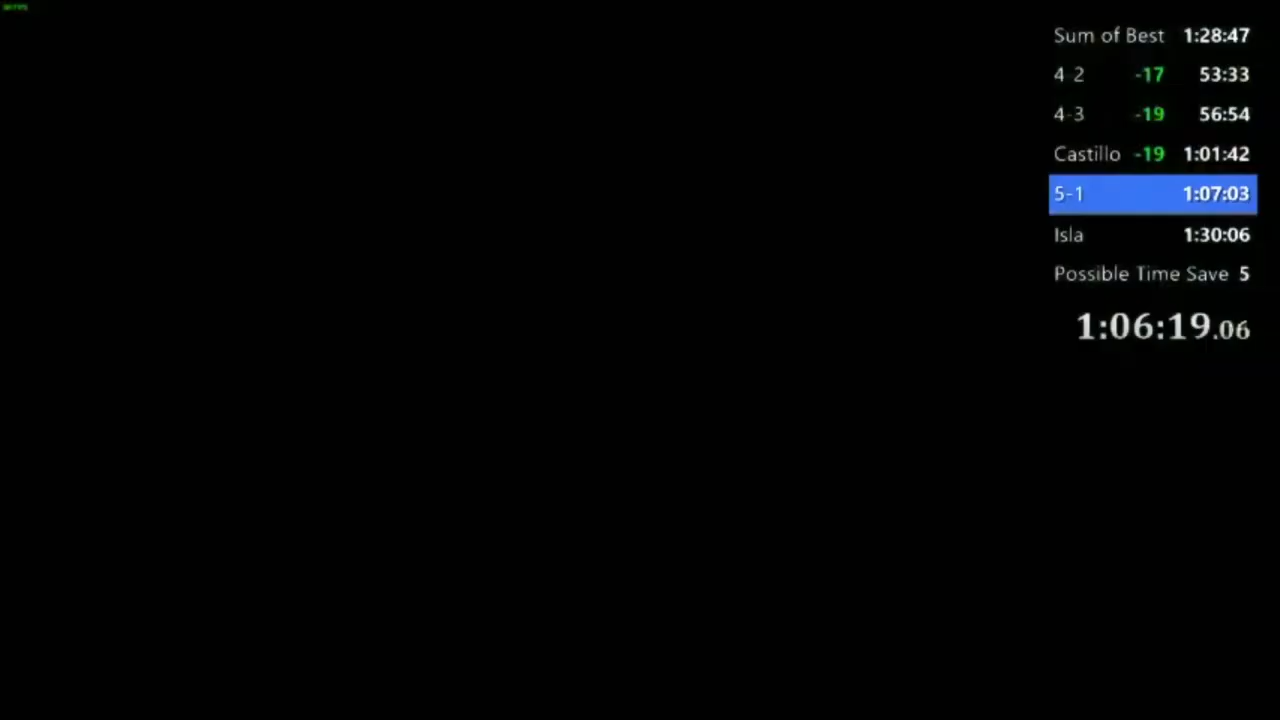 Sum of Best 1:28:47
4-2 -17 53:33
4-3 -19 56:54
Castillo -19 1:01:42
5-1 1:07:03
Isla 1:30:06
Possible Time Save 5
1:06:19.06